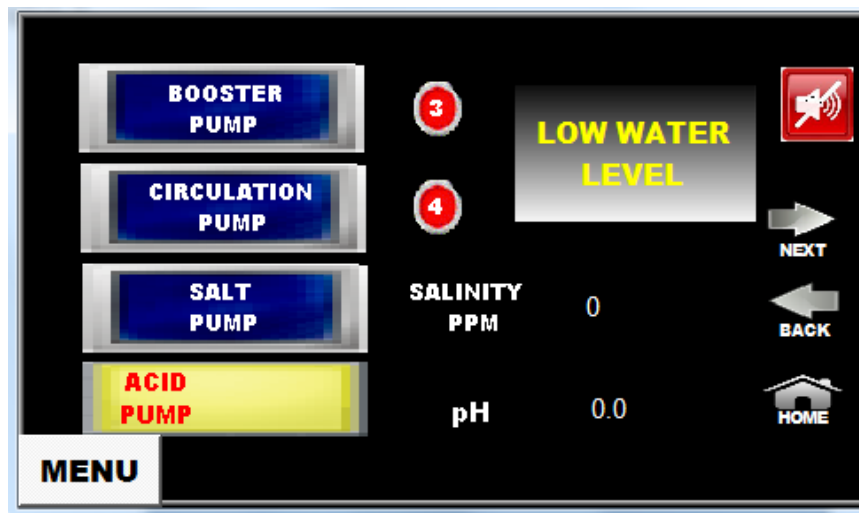 BOOSTER
PUMP
3
LOW WATER
LEVEL
CIRCULATION
PUMP
4
NEXT
SALT
PUMP
SALINITY
PPM
0
BACK
ACID
PUMP
pH
0.0
HOME
MENU